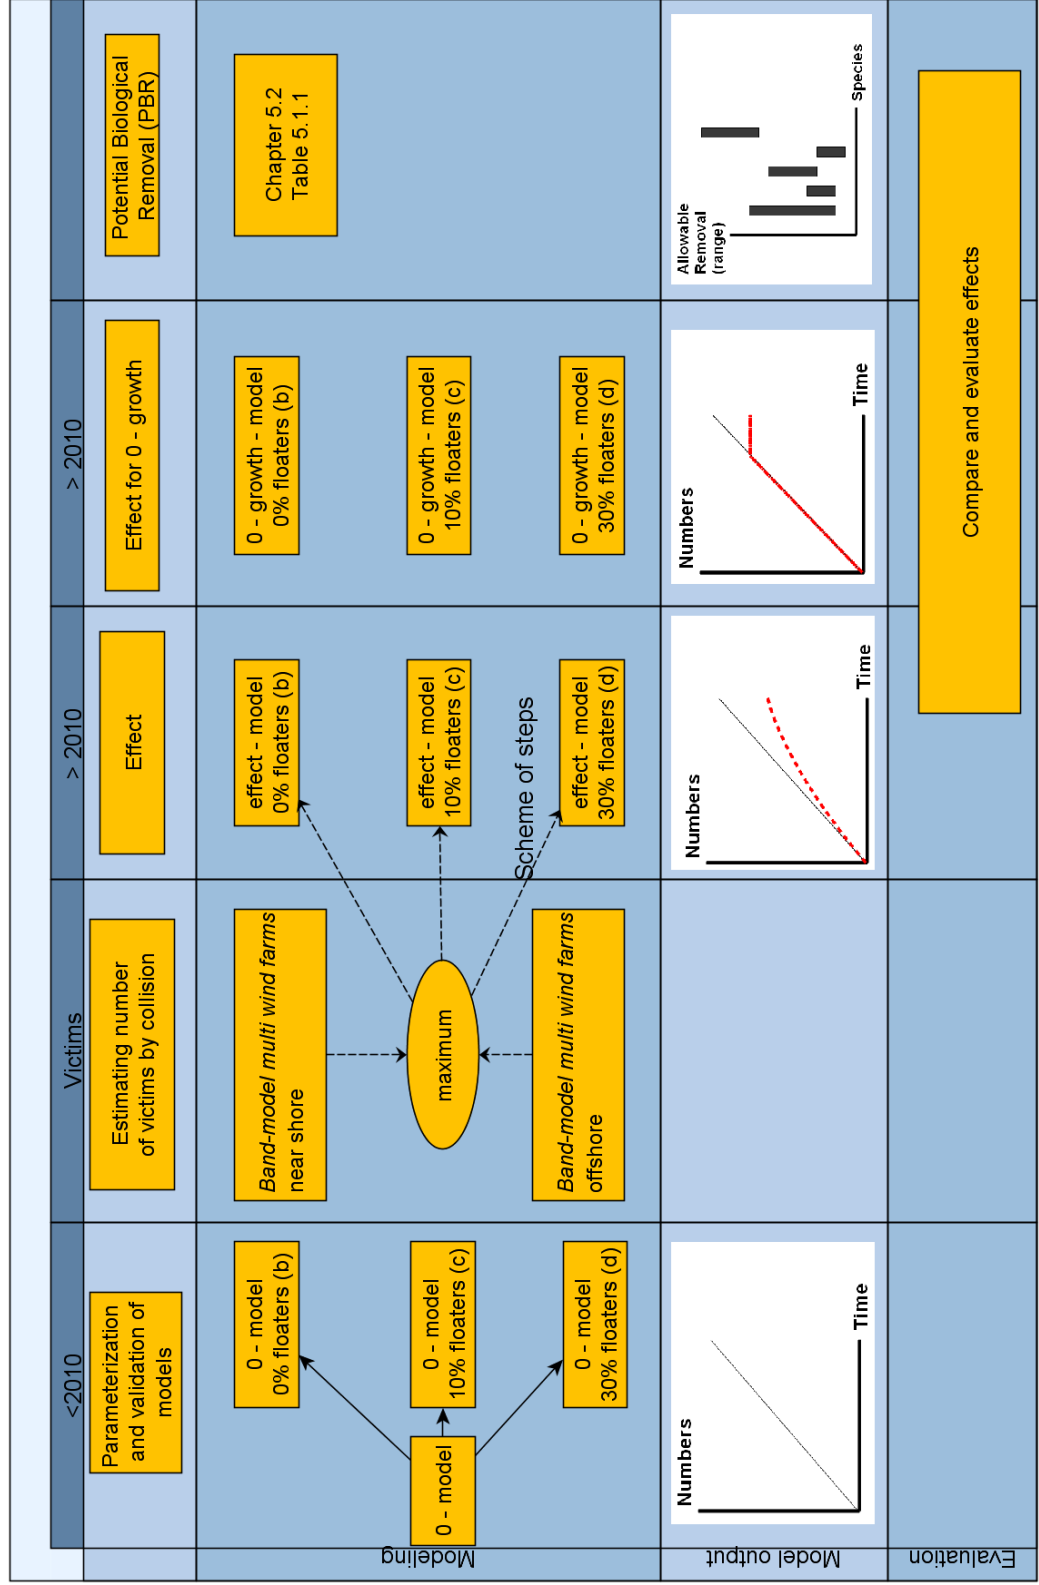 <2010
Victims
> 2010
> 2010
Parameterization
and validation of
models
Estimating number
of victims by collision
Effect
Effect for 0 - growth
Potential Biological
Removal (PBR)
Modeling
0 - model
0 - model
0% floaters (b)
0 - model
10% floaters (c)
0 - model
30% floaters (d)
Band-model multi wind farms
near shore
maximum
Band-model multi wind farms
offshore
effect - model
0% floaters (b)
effect - model
10% floaters (c)
effect - model
30% floaters (d)
Scheme of steps
0 - growth - model
0% floaters (b)
0 - growth - model
10% floaters (c)
0 - growth - model
30% floaters (d)
Chapter 5.2
Table 5.1.1
Model output
Numbers
Time
Numbers
Time
Numbers
Time
Allowable
Removal
(range)
Species
Evaluation
Compare and evaluate effects